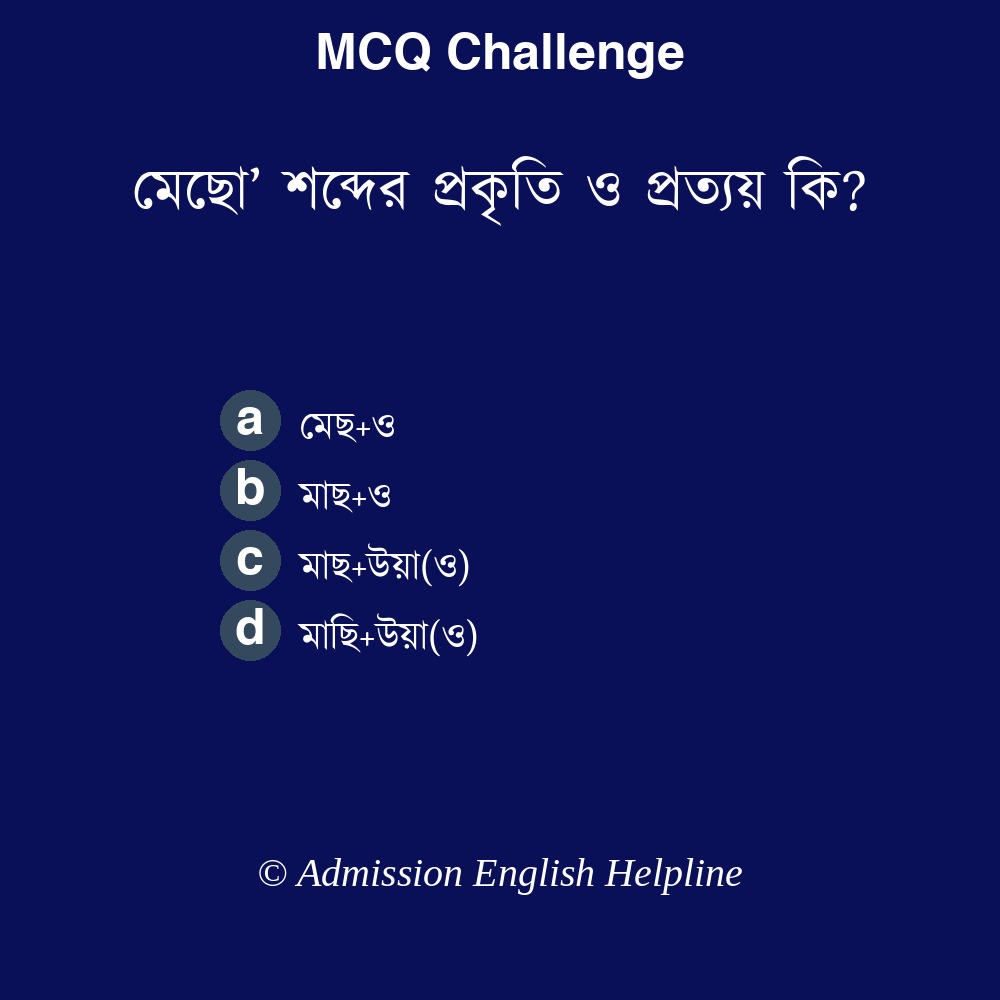 MCQ Challenge
মেছো’ শব্দের প্রকৃতি ও প্রত্যয় কি?
a মেছ+ও
b মাছ+ও
c মাছ+উয়া(ও)
d মাছি+উয়া(ও)
© Admission English Helpline